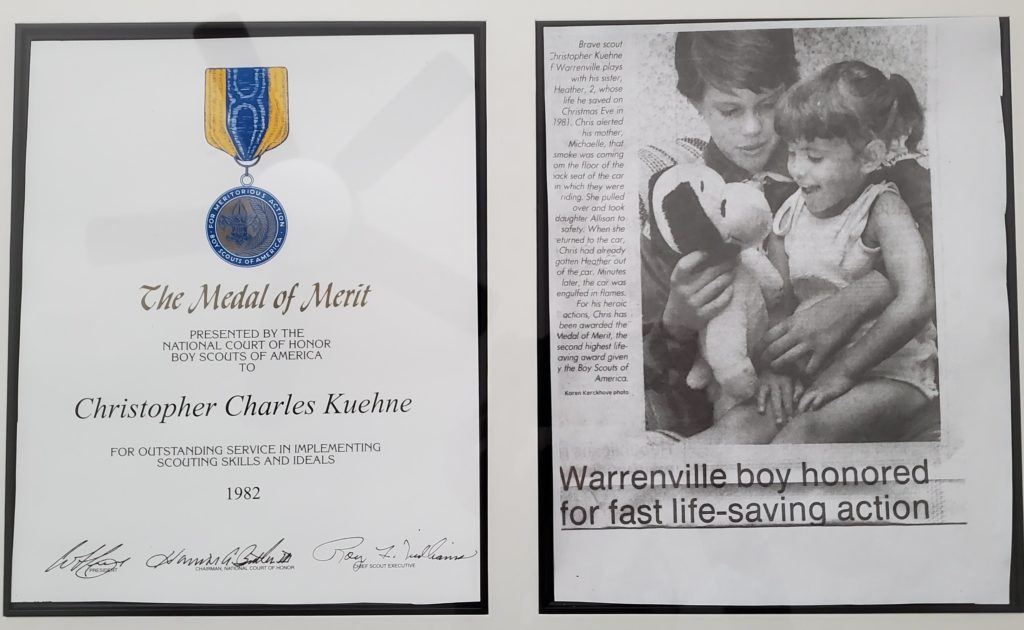 FOR MERITORIOUS ACTION
BOY SCOUTS OF AMERICA
The Medal of Merit
PRESENTED BY THE
NATIONAL COURT OF HONOR
BOY SCOUTS OF AMERICA
TO
Christopher Charles Kuehne
FOR OUTSTANDING SERVICE IN IMPLEMENTING
SCOUTING SKILLS AND IDEALS
1982
Roy L. Williams
PRESIDENT
CHAIRMAN, NATIONAL COURT OF HONOR
CHIEF SCOUT EXECUTIVE
Brave scout
Christopher Kuehne
f Warrenville plays
with his sister,
Heather, 2, whose
life he saved on
Christmas Eve in
1981. Chris alerted
his mother,
Michaelle, that
smoke was coming
om the floor of the
ack seat of the car
in which they were
riding. She pulled
over and took
daughter Allison to
safety. When she
eturned to the car,
Chris had already
gotten Heather out
of the car. Minutes
later, the car was
engulfed in flames.
For his heroic
actions, Chris has
been awarded the
Medal of Merit, the
second highest life-
aving award given
y the Boy Scouts of
America.
Karen Kerckhove photo
Warrenville boy honored
for fast life-saving action